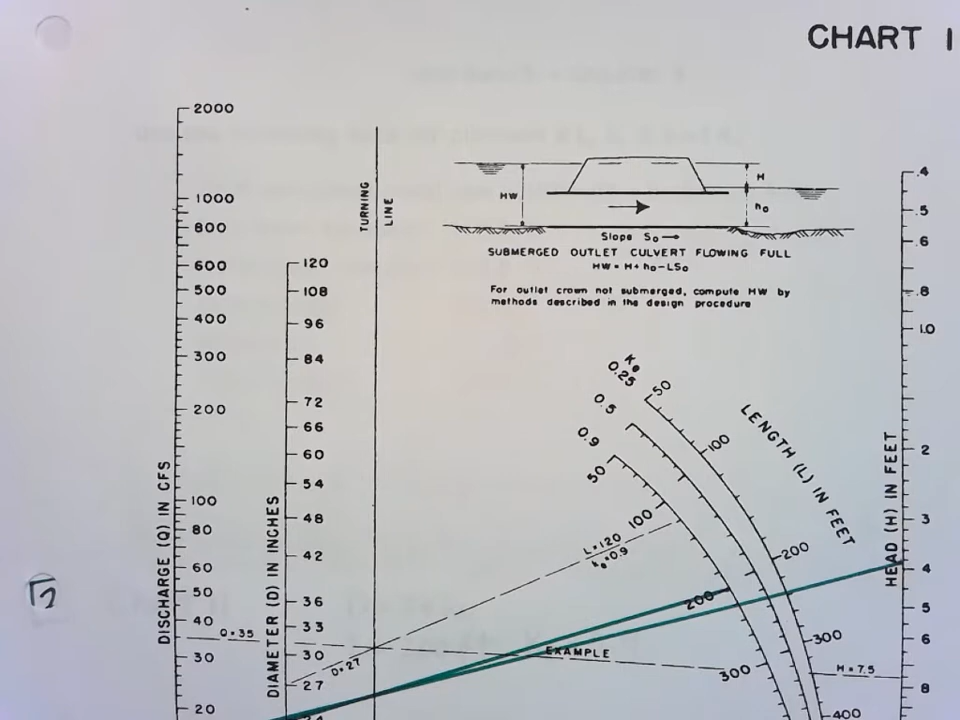 CHART 1
2000
1000
800
600
500
400
300
200
100
80
60
50
40
30
20
DISCHARGE (Q) IN CFS
120
108
96
84
72
66
60
54
48
42
36
33
30
27
DIAMETER (D) IN INCHES
TURNING
LINE
HW
H
ho
Slope So
SUBMERGED OUTLET CULVERT FLOWING FULL
HW = H + ho - LSo
For outlet crown not submerged, compute HW by
methods described in the design procedure
Ke
0.25
0.5
0.9
50
100
200
300
400
50
100
200
300
LENGTH (L) IN FEET
L=120
ke=0.9
Q=35
D=27
EXAMPLE
H=7.5
.4
.5
.6
.8
1.0
2
3
4
5
6
8
HEAD (H) IN FEET